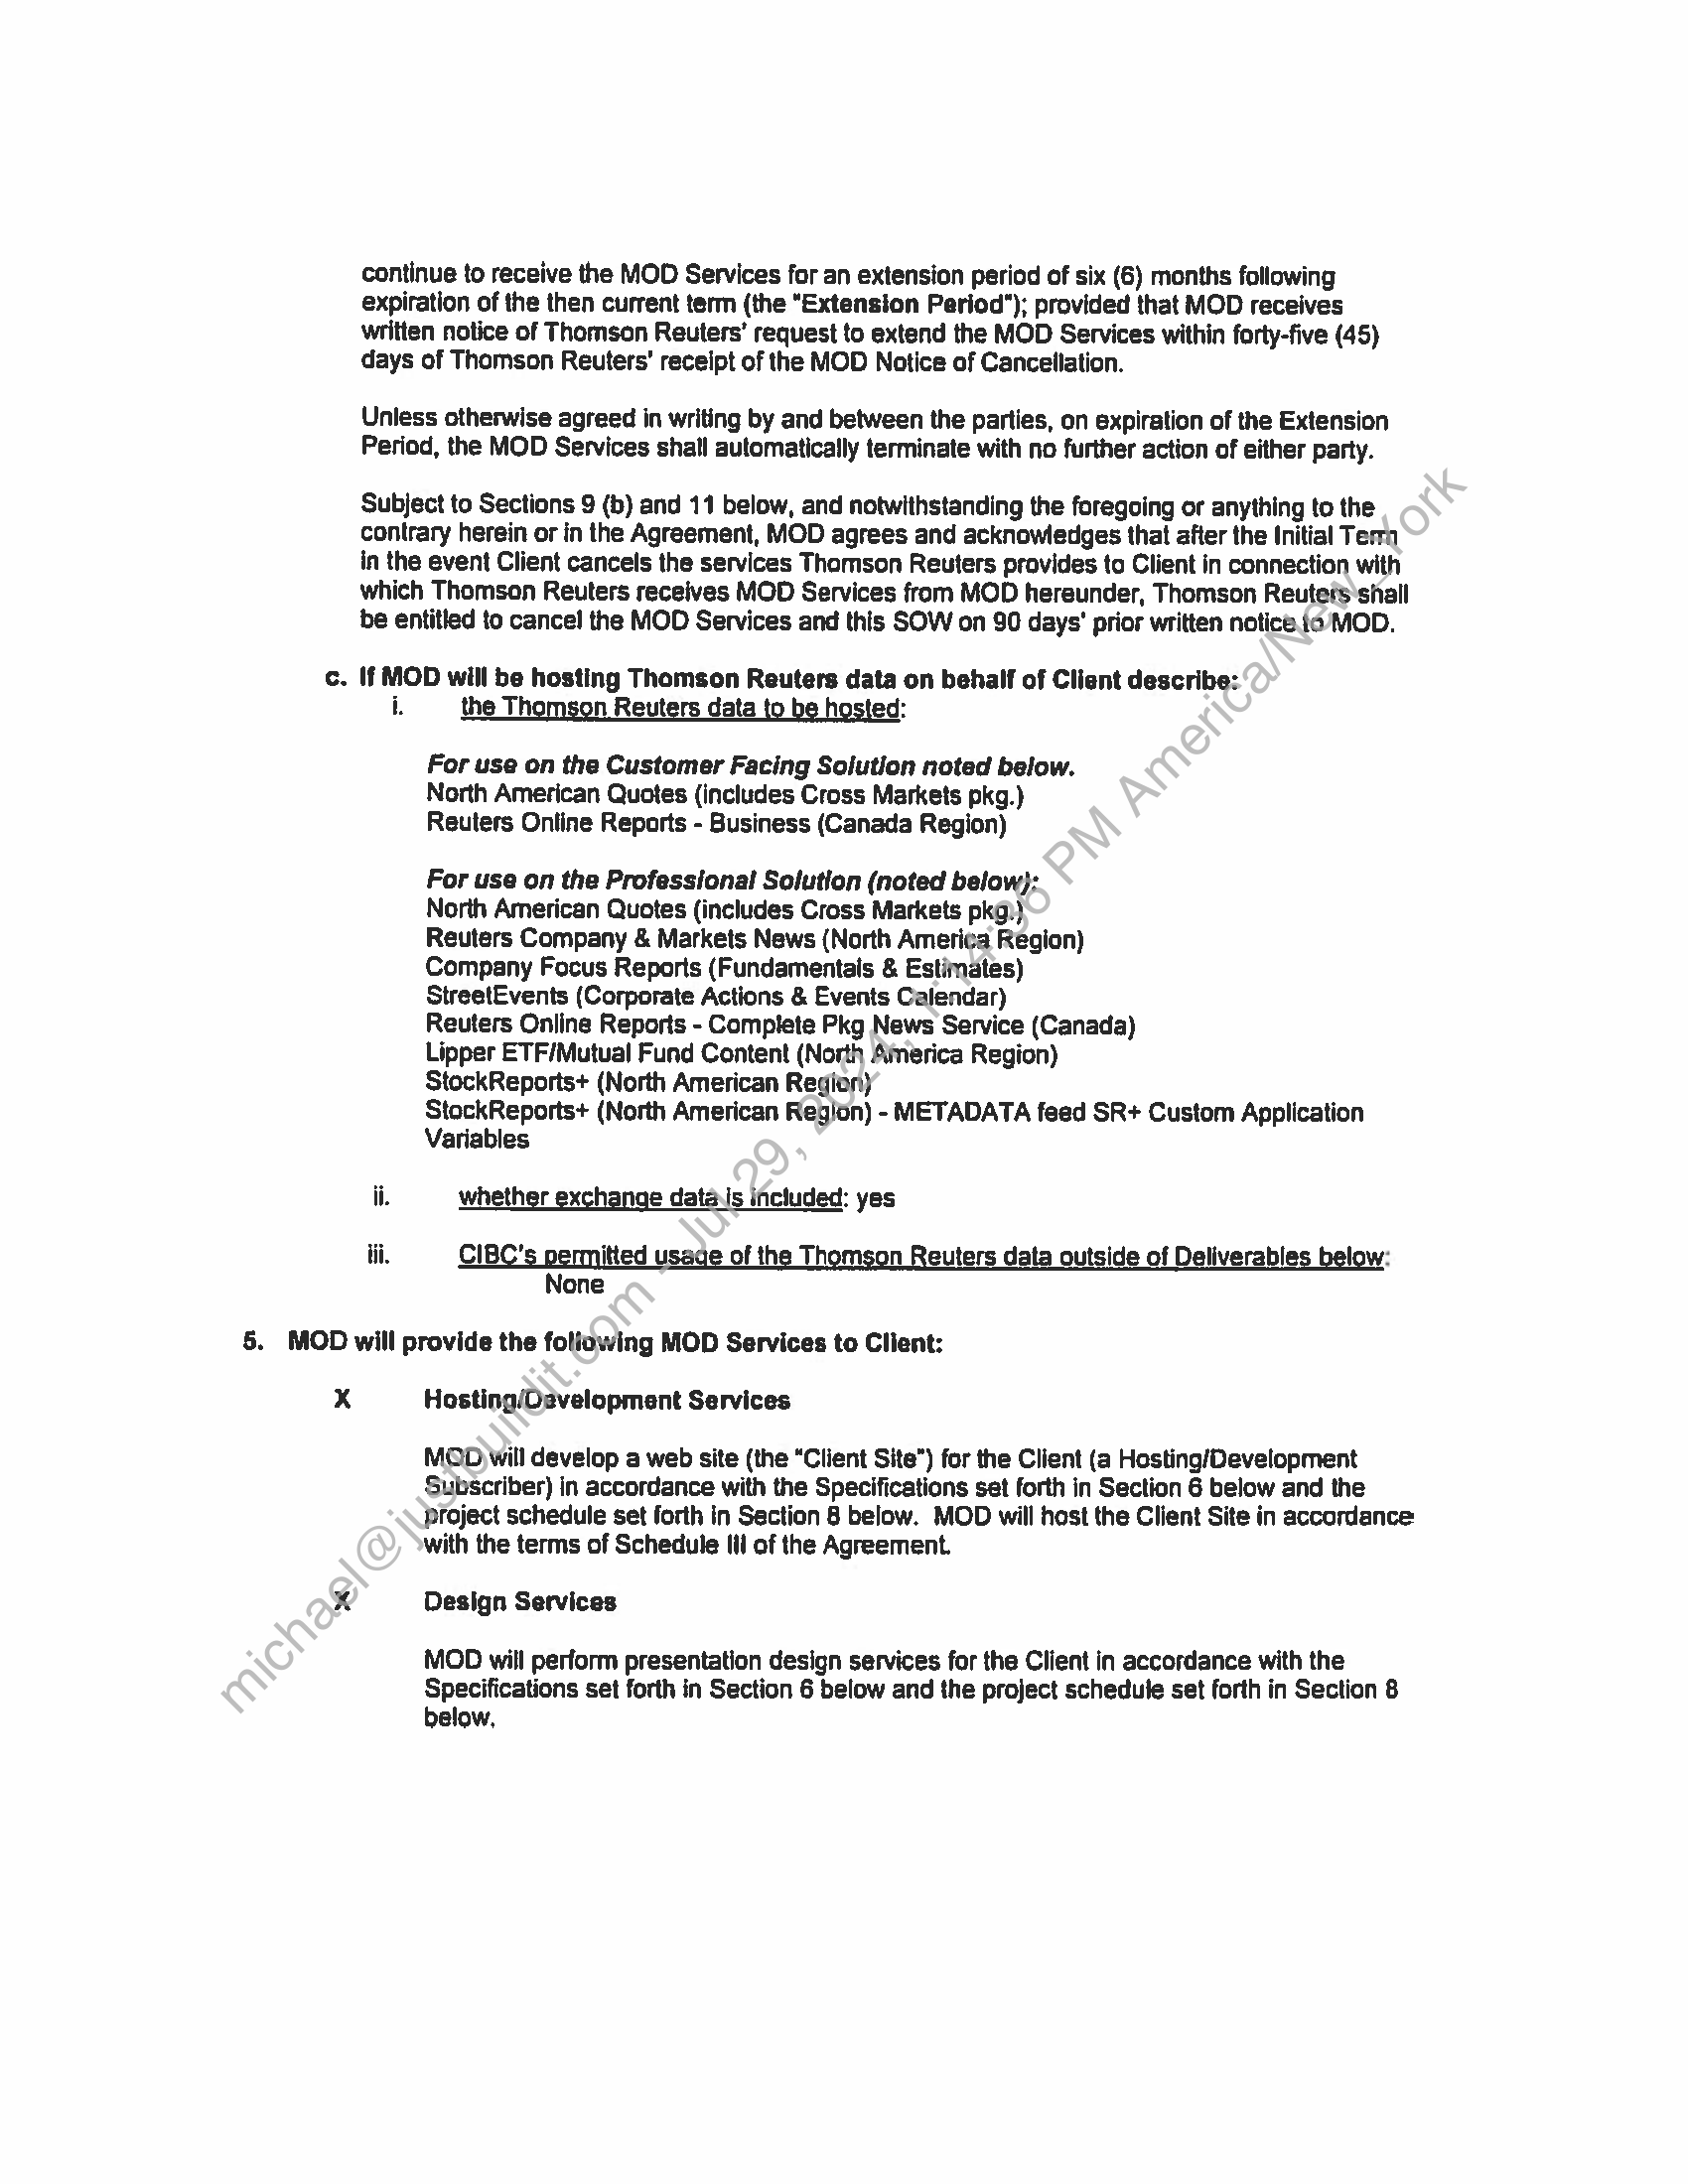 continue to receive the MOD Services for an extension period of six (6) months following
expiration of the then current term (the "Extension Period"); provided that MOD receives
written notice of Thomson Reuters' request to extend the MOD Services within forty-five (45)
days of Thomson Reuters' receipt of the MOD Notice of Cancellation.
Unless otherwise agreed in writing by and between the parties, on expiration of the Extension
Period, the MOD Services shall automatically terminate with no further action of either party.
Subject to Sections 9 (b) and 11 below, and notwithstanding the foregoing or anything to the
contrary herein or in the Agreement, MOD agrees and acknowledges that after the Initial Term
in the event Client cancels the services Thomson Reuters provides to Client in connection with
which Thomson Reuters receives MOD Services from MOD hereunder, Thomson Reuters shall
be entitled to cancel the MOD Services and this SOW on 90 days' prior written notice to MOD.
c. If MOD will be hosting Thomson Reuters data on behalf of Client describe:
i. the Thomson Reuters data to be hosted:
For use on the Customer Facing Solution noted below.
North American Quotes (includes Cross Markets pkg.)
Reuters Online Reports - Business (Canada Region)
For use on the Professional Solution (noted below):
North American Quotes (includes Cross Markets pkg.)
Reuters Company & Markets News (North America Region)
Company Focus Reports (Fundamentals & Estimates)
StreetEvents (Corporate Actions & Events Calendar)
Reuters Online Reports - Complete Pkg News Service (Canada)
Lipper ETF/Mutual Fund Content (North America Region)
StockReports+ (North American Region)
StockReports+ (North American Region) - METADATA feed SR+ Custom Application
Variables
ii. whether exchange data is included: yes
iii. CIBC's permitted usage of the Thomson Reuters data outside of Deliverables below:
None
5. MOD will provide the following MOD Services to Client:
X Hosting/Development Services
MOD will develop a web site (the "Client Site") for the Client (a Hosting/Development
Subscriber) in accordance with the Specifications set forth in Section 6 below and the
project schedule set forth in Section 8 below. MOD will host the Client Site in accordance
with the terms of Schedule III of the Agreement.
X Design Services
MOD will perform presentation design services for the Client in accordance with the
Specifications set forth in Section 6 below and the project schedule set forth in Section 8
below.
michael@justbuildit.com - Jul 29, 2024, 1:14:36 PM America/New_York